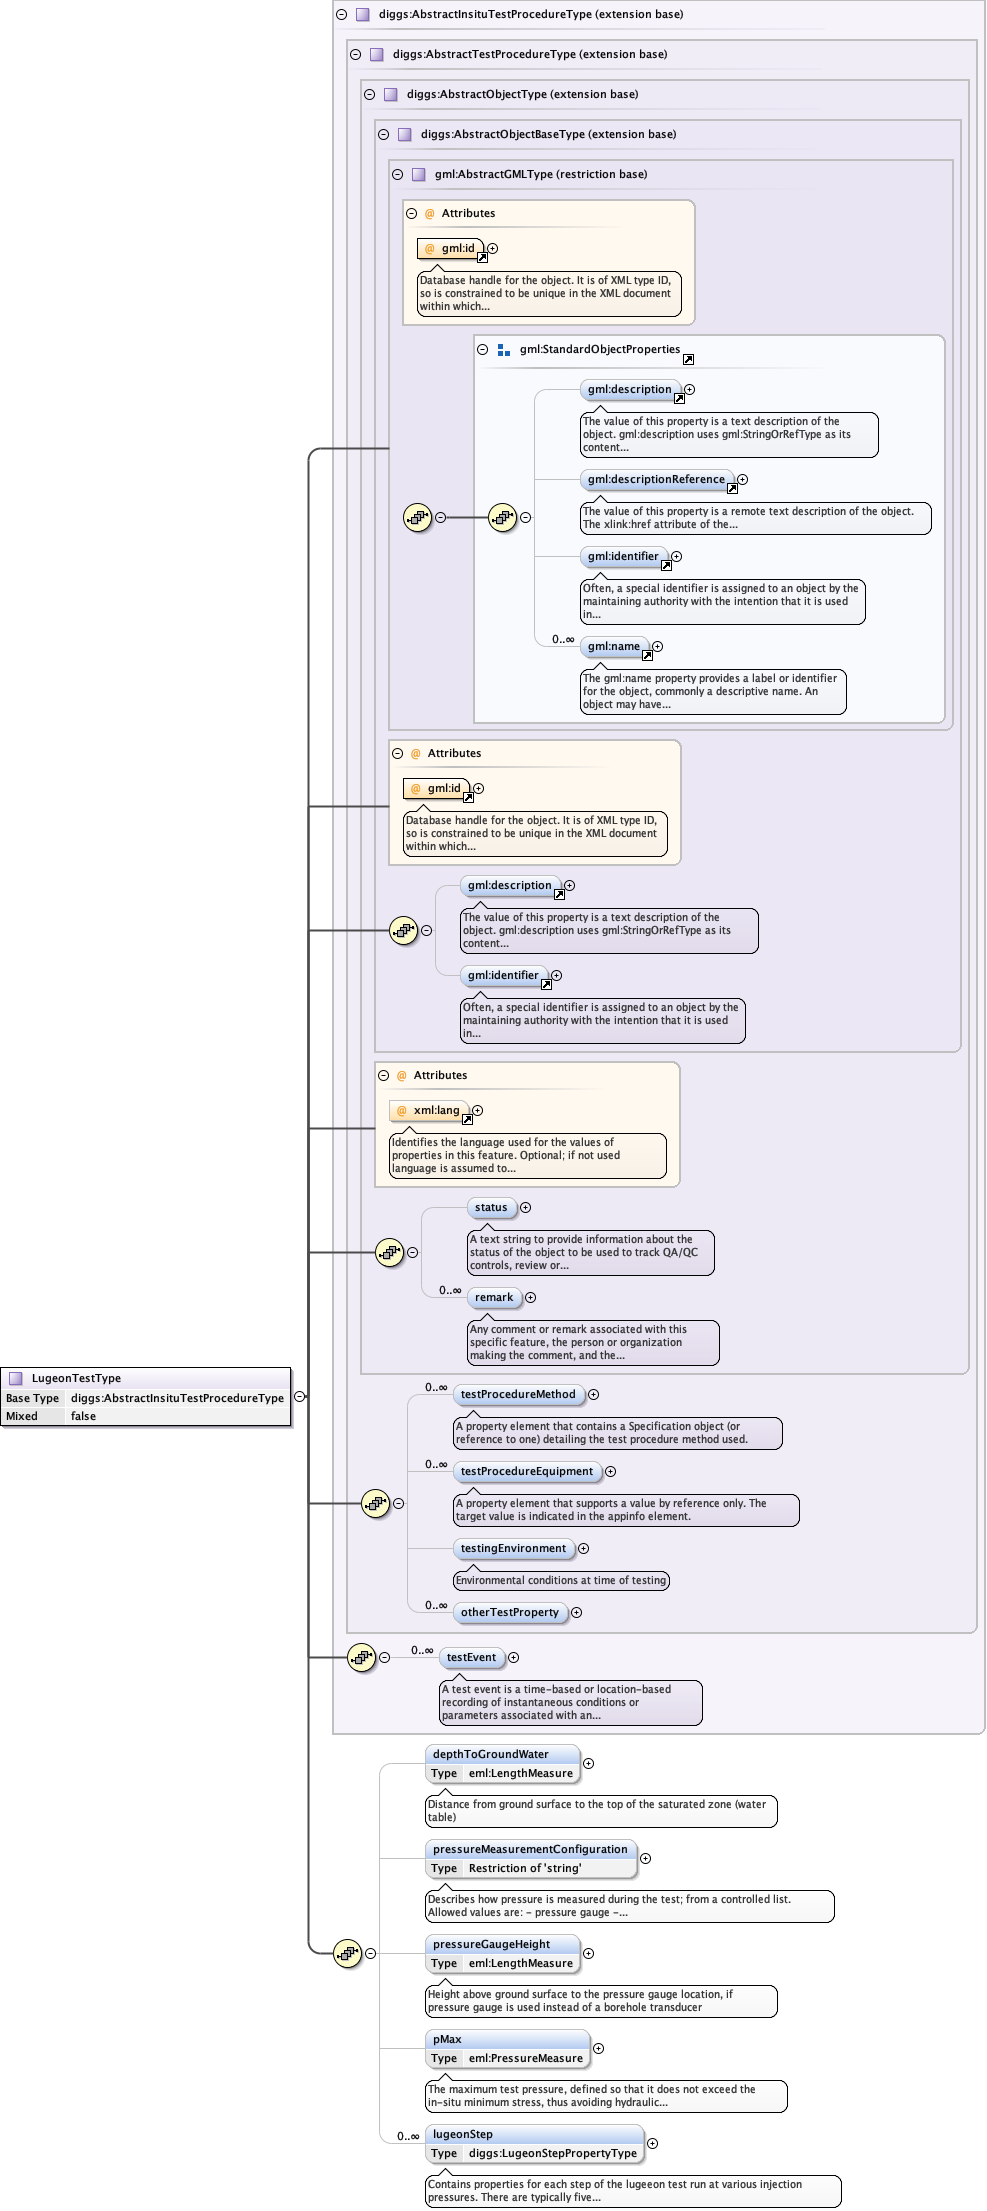 diggs:AbstractInsituTestProcedureType (extension base)
diggs:AbstractTestProcedureType (extension base)
diggs:AbstractObjectType (extension base)
diggs:AbstractObjectBaseType (extension base)
gml:AbstractGMLType (restriction base)
@ Attributes
@ gml:id
Database handle for the object. It is of XML type ID,
so is constrained to be unique in the XML document
within which...
gml:StandardObjectProperties
gml:description
The value of this property is a text description of the
object. gml:description uses gml:StringOrRefType as its
content...
gml:descriptionReference
The value of this property is a remote text description of the object.
The xlink:href attribute of the...
gml:identifier
Often, a special identifier is assigned to an object by the
maintaining authority with the intention that it is used
in...
0..∞
gml:name
The gml:name property provides a label or identifier
for the object, commonly a descriptive name. An
object may have...
@ Attributes
@ gml:id
Database handle for the object. It is of XML type ID,
so is constrained to be unique in the XML document
within which...
gml:description
The value of this property is a text description of the
object. gml:description uses gml:StringOrRefType as its
content...
gml:identifier
Often, a special identifier is assigned to an object by the
maintaining authority with the intention that it is used
in...
@ Attributes
@ xml:lang
Identifies the language used for the values of
properties in this feature. Optional; if not used
language is assumed to...
status
A text string to provide information about the
status of the object to be used to track QA/QC
controls, review or...
0..∞
remark
Any comment or remark associated with this
specific feature, the person or organization
making the comment, and the...
LugeonTestType
Base Type diggs:AbstractInsituTestProcedureType
Mixed false
0..∞
testProcedureMethod
A property element that contains a Specification object (or
reference to one) detailing the test procedure method used.
0..∞
testProcedureEquipment
A property element that supports a value by reference only. The
target value is indicated in the appinfo element.
testingEnvironment
Environmental conditions at time of testing
0..∞
otherTestProperty
0..∞
testEvent
A test event is a time-based or location-based
recording of instantaneous conditions or
parameters associated with an...
depthToGroundWater
Type eml:LengthMeasure
Distance from ground surface to the top of the saturated zone (water
table)
pressureMeasurementConfiguration
Type Restriction of 'string'
Describes how pressure is measured during the test; from a controlled list.
Allowed values are: - pressure gauge -...
pressureGaugeHeight
Type eml:LengthMeasure
Height above ground surface to the pressure gauge location, if
pressure gauge is used instead of a borehole transducer
pMax
Type eml:PressureMeasure
The maximum test pressure, defined so that it does not exceed the
in-situ minimum stress, thus avoiding hydraulic...
0..∞
lugeonStep
Type diggs:LugeonStepPropertyType
Contains properties for each step of the lugeeon test run at various injection
pressures. There are typically five...